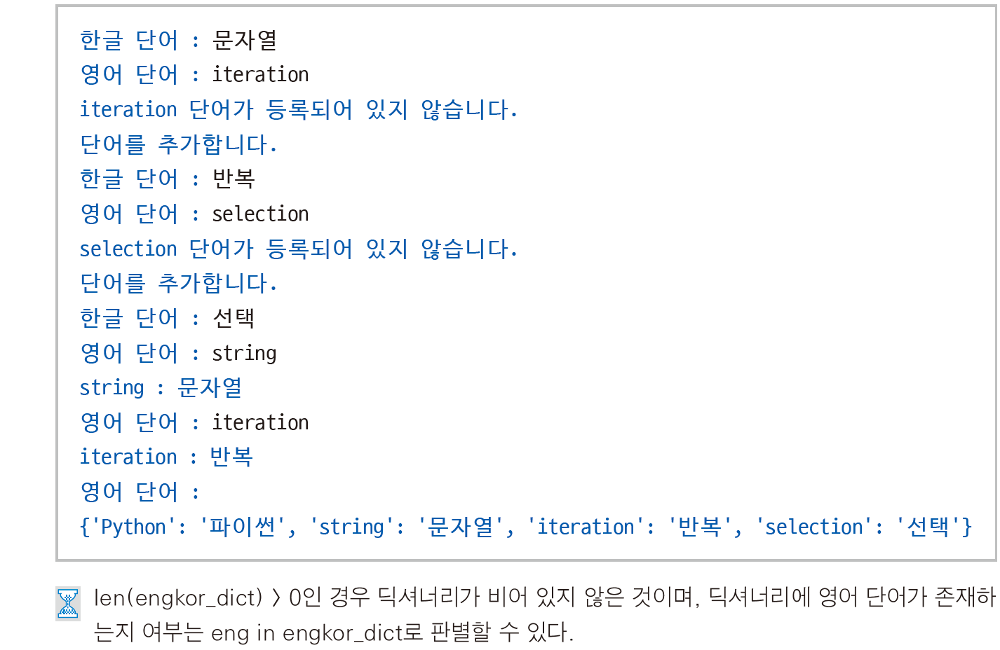 한글 단어 : 문자열
영어 단어 : iteration
iteration 단어가 등록되어 있지 않습니다.
단어를 추가합니다.
한글 단어 : 반복
영어 단어 : selection
selection 단어가 등록되어 있지 않습니다.
단어를 추가합니다.
한글 단어 : 선택
영어 단어 : string
string : 문자열
영어 단어 : iteration
iteration : 반복
영어 단어 :
{'Python': '파이썬', 'string': '문자열', 'iteration': '반복', 'selection': '선택'}
len(engkor_dict) > 0인 경우 딕셔너리가 비어 있지 않은 것이며, 딕셔너리에 영어 단어가 존재하
는지 여부는 eng in engkor_dict로 판별할 수 있다.